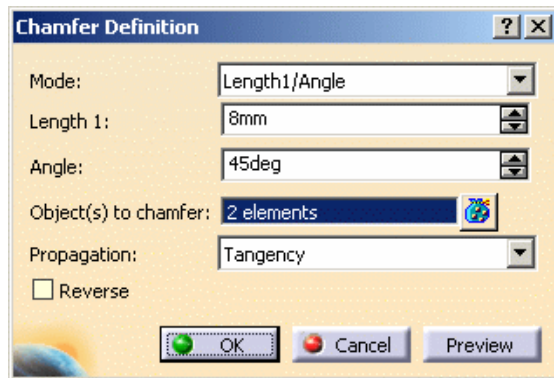 Chamfer Definition ? X
Mode: Length1/Angle
Length 1: 8mm
Angle: 45deg
Object(s) to chamfer: 2 elements
Propagation: Tangency
Reverse
OK Cancel Preview